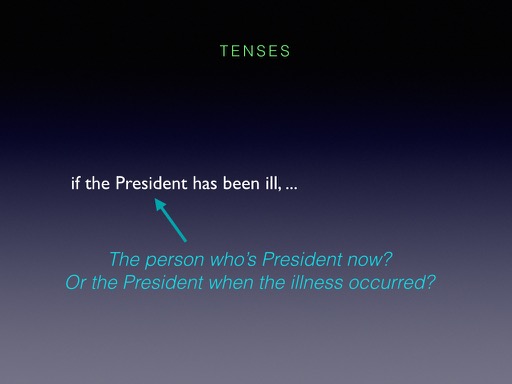 TENSES
if the President has been ill, ...
The person who's President now?
Or the President when the illness occurred?